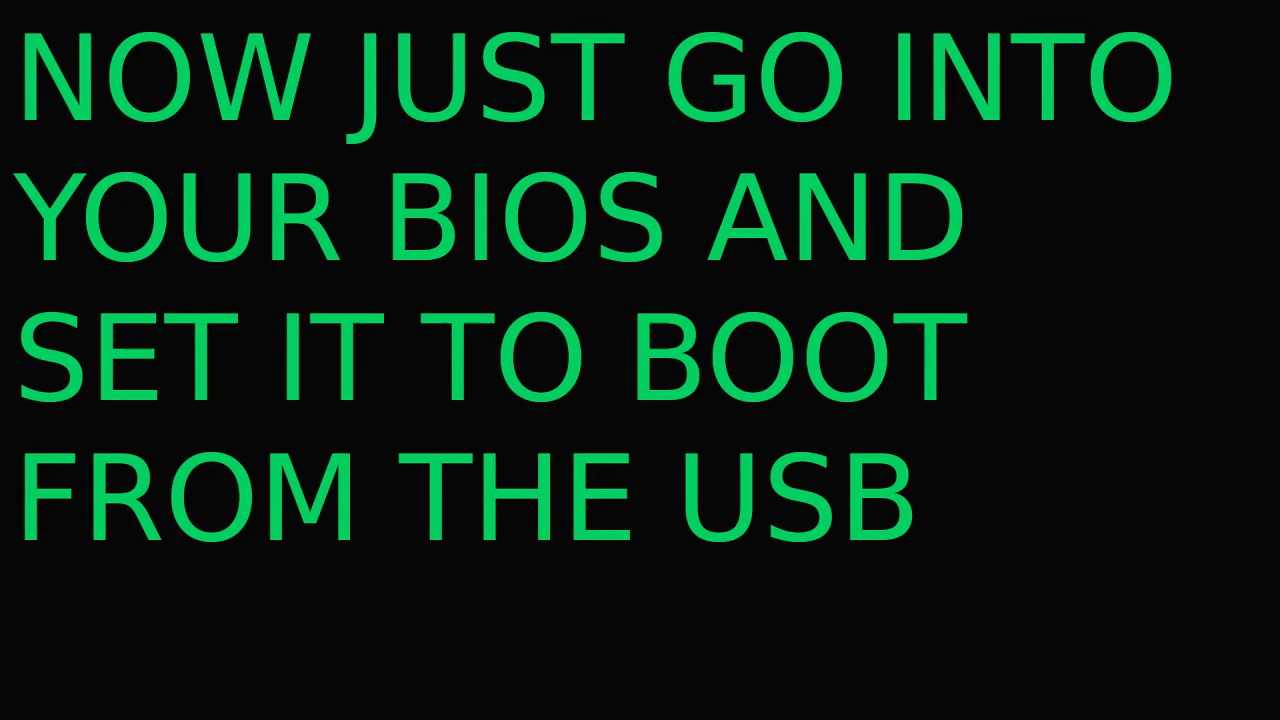 NOW JUST GO INTO
YOUR BIOS AND
SET IT TO BOOT
FROM THE USB